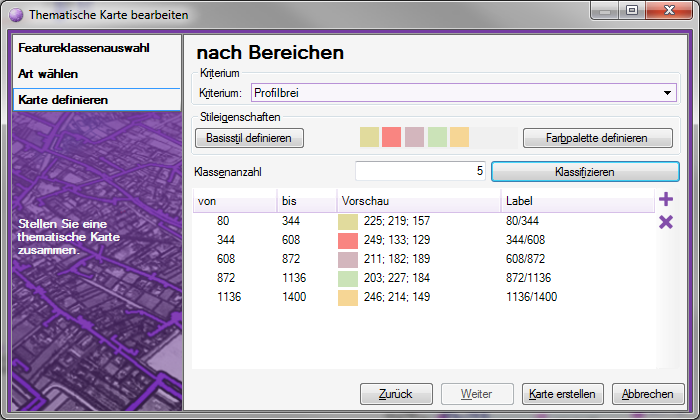 Thematische Karte bearbeiten
Featureklassenauswahl
Art wählen
Karte definieren
Stellen Sie eine
thematische Karte
zusammen.
nach Bereichen
Kriterium
Kriterium: Profilbrei
Stileigenschaften
Basisstil definieren Farbpalette definieren
Klassenanzahl 5 Klassifizieren
von bis Vorschau Label
80 344 225; 219; 157 80/344
344 608 249; 133; 129 344/608
608 872 211; 182; 189 608/872
872 1136 203; 227; 184 872/1136
1136 1400 246; 214; 149 1136/1400
Zurück Weiter Karte erstellen Abbrechen